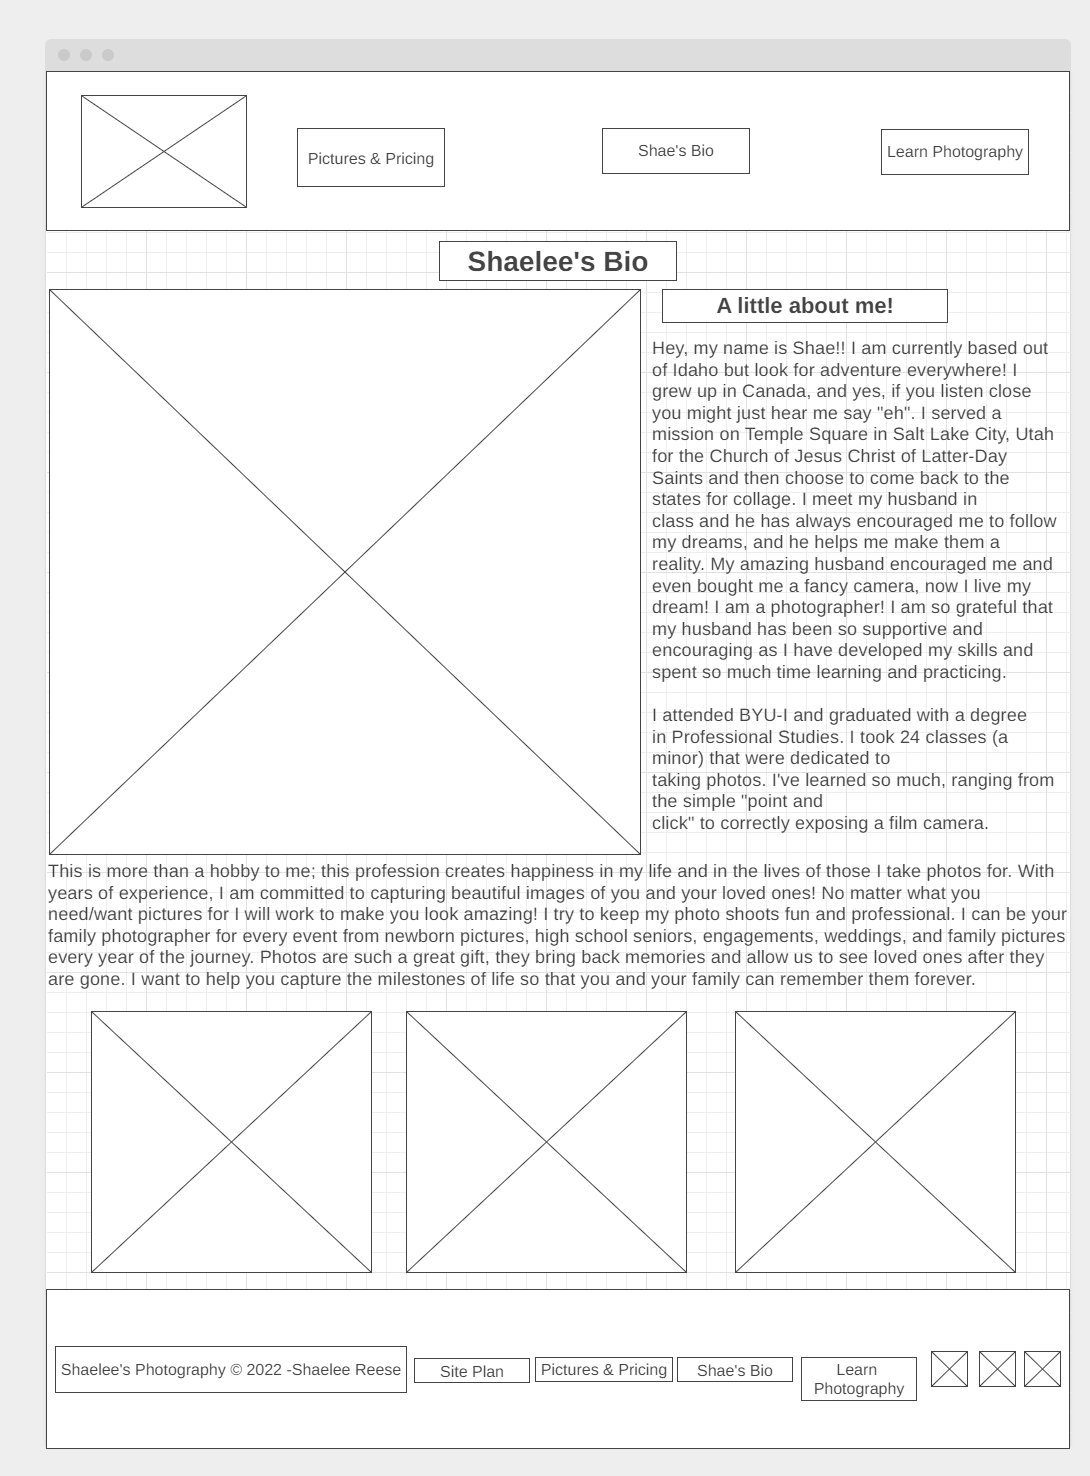 Pictures & Pricing
Shae's Bio
Learn Photography
Shaelee's Bio
A little about me!
Hey, my name is Shae!! I am currently based out
of Idaho but look for adventure everywhere! I
grew up in Canada, and yes, if you listen close
you might just hear me say "eh". I served a
mission on Temple Square in Salt Lake City, Utah
for the Church of Jesus Christ of Latter-Day
Saints and then choose to come back to the
states for collage. I meet my husband in
class and he has always encouraged me to follow
my dreams, and he helps me make them a
reality. My amazing husband encouraged me and
even bought me a fancy camera, now I live my
dream! I am a photographer! I am so grateful that
my husband has been so supportive and
encouraging as I have developed my skills and
spent so much time learning and practicing.
I attended BYU-I and graduated with a degree
in Professional Studies. I took 24 classes (a
minor) that were dedicated to
taking photos. I've learned so much, ranging from
the simple "point and
click" to correctly exposing a film camera.
This is more than a hobby to me; this profession creates happiness in my life and in the lives of those I take photos for. With
years of experience, I am committed to capturing beautiful images of you and your loved ones! No matter what you
need/want pictures for I will work to make you look amazing! I try to keep my photo shoots fun and professional. I can be your
family photographer for every event from newborn pictures, high school seniors, engagements, weddings, and family pictures
every year of the journey. Photos are such a great gift, they bring back memories and allow us to see loved ones after they
are gone. I want to help you capture the milestones of life so that you and your family can remember them forever.
Shaelee's Photography © 2022 -Shaelee Reese
Site Plan
Pictures & Pricing
Shae's Bio
Learn
Photography